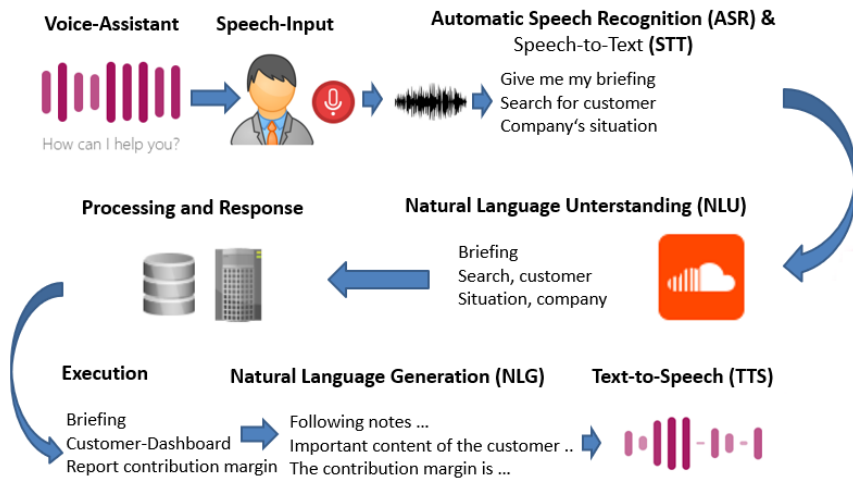 Voice-Assistant
Speech-Input
Automatic Speech Recognition (ASR) &
Speech-to-Text (STT)
How can I help you?
Give me my briefing
Search for customer
Company‘s situation
Natural Language Unterstanding (NLU)
Briefing
Search, customer
Situation, company
Processing and Response
Execution
Briefing
Customer-Dashboard
Report contribution margin
Natural Language Generation (NLG)
Following notes ...
Important content of the customer ..
The contribution margin is ...
Text-to-Speech (TTS)